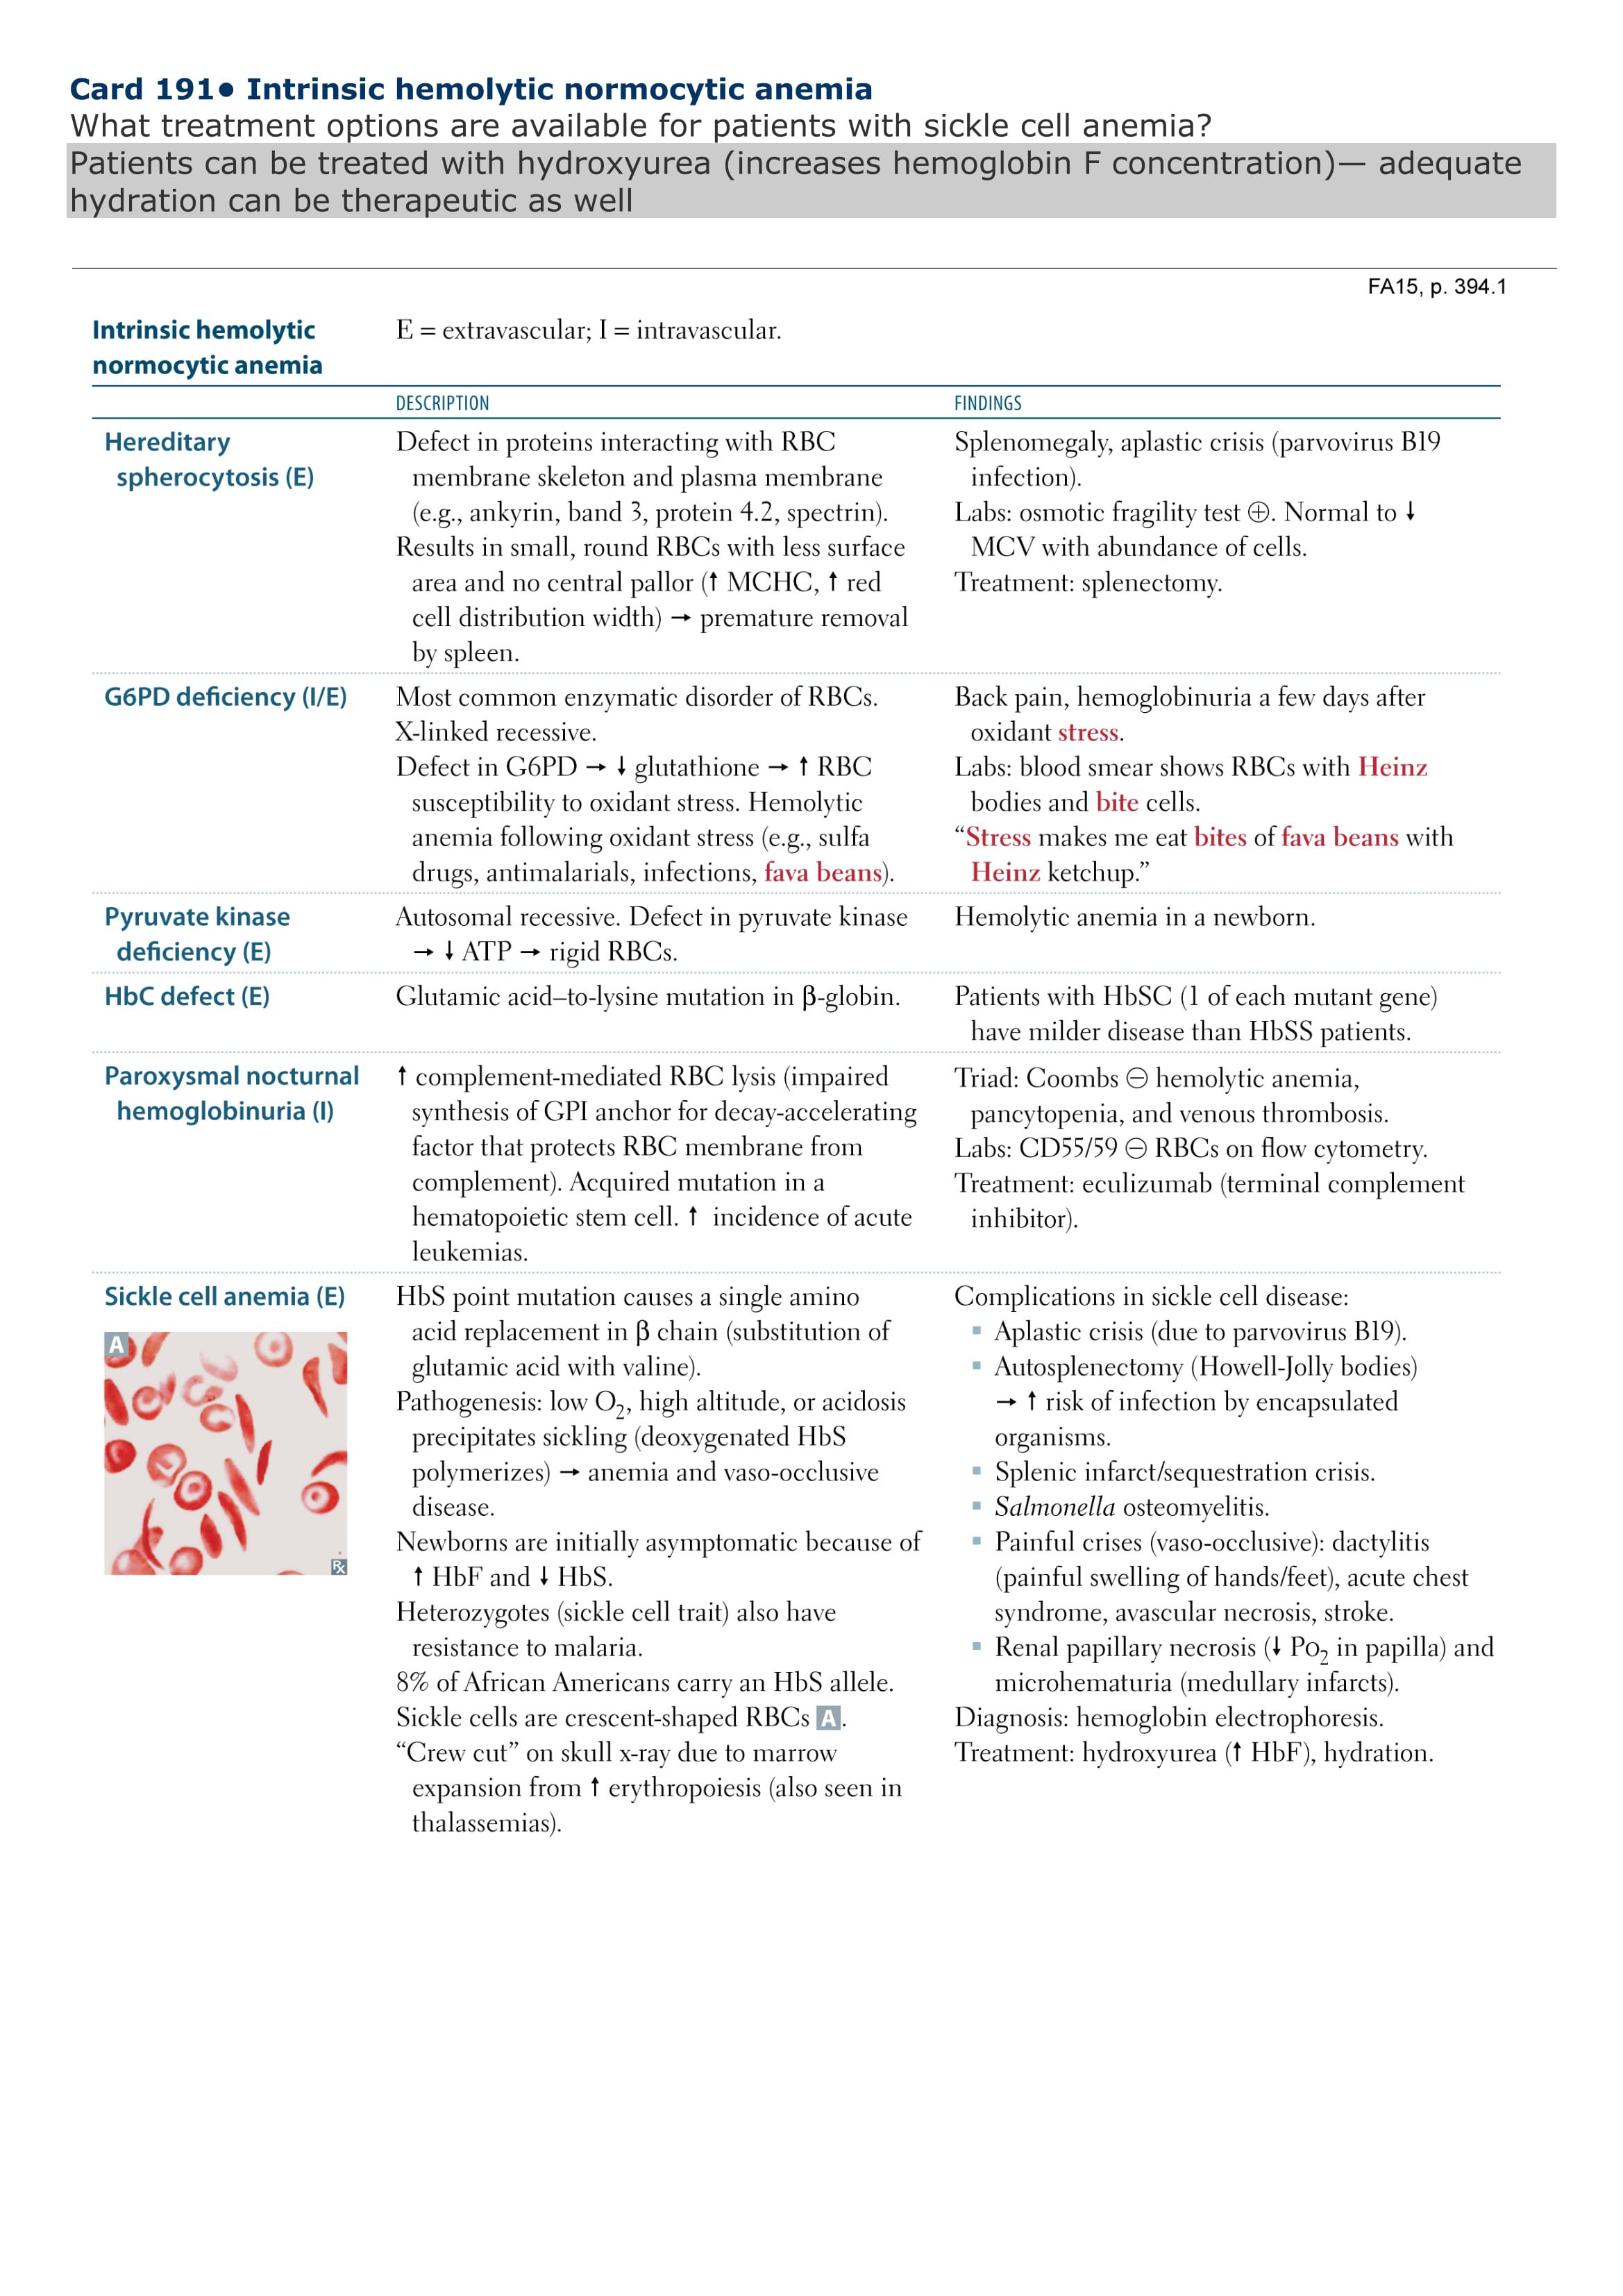 Card 191● Intrinsic hemolytic normocytic anemia
What treatment options are available for patients with sickle cell anemia?
Patients can be treated with hydroxyurea (increases hemoglobin F concentration)— adequate
hydration can be therapeutic as well
FA15, p. 394.1
Intrinsic hemolytic
normocytic anemia
E = extravascular; I = intravascular.
DESCRIPTION
FINDINGS
Hereditary
spherocytosis (E)
Defect in proteins interacting with RBC
membrane skeleton and plasma membrane
(e.g., ankyrin, band 3, protein 4.2, spectrin).
Results in small, round RBCs with less surface
area and no central pallor (↑ MCHC, ↑ red
cell distribution width) → premature removal
by spleen.
Splenomegaly, aplastic crisis (parvovirus B19
infection).
Labs: osmotic fragility test ⊕. Normal to ↓
MCV with abundance of cells.
Treatment: splenectomy.
G6PD deficiency (I/E)
Most common enzymatic disorder of RBCs.
X-linked recessive.
Defect in G6PD → ↓ glutathione → ↑ RBC
susceptibility to oxidant stress. Hemolytic
anemia following oxidant stress (e.g., sulfa
drugs, antimalarials, infections, fava beans).
Back pain, hemoglobinuria a few days after
oxidant stress.
Labs: blood smear shows RBCs with Heinz
bodies and bite cells.
“Stress makes me eat bites of fava beans with
Heinz ketchup.”
Pyruvate kinase
deficiency (E)
Autosomal recessive. Defect in pyruvate kinase
→ ↓ ATP → rigid RBCs.
Hemolytic anemia in a newborn.
HbC defect (E)
Glutamic acid–to-lysine mutation in β-globin.
Patients with HbSC (1 of each mutant gene)
have milder disease than HbSS patients.
Paroxysmal nocturnal
hemoglobinuria (I)
↑ complement-mediated RBC lysis (impaired
synthesis of GPI anchor for decay-accelerating
factor that protects RBC membrane from
complement). Acquired mutation in a
hematopoietic stem cell. ↑ incidence of acute
leukemias.
Triad: Coombs ⊖ hemolytic anemia,
pancytopenia, and venous thrombosis.
Labs: CD55/59 ⊖ RBCs on flow cytometry.
Treatment: eculizumab (terminal complement
inhibitor).
Sickle cell anemia (E)
A
℞
HbS point mutation causes a single amino
acid replacement in β chain (substitution of
glutamic acid with valine).
Pathogenesis: low O₂, high altitude, or acidosis
precipitates sickling (deoxygenated HbS
polymerizes) → anemia and vaso-occlusive
disease.
Newborns are initially asymptomatic because of
↑ HbF and ↓ HbS.
Heterozygotes (sickle cell trait) also have
resistance to malaria.
8% of African Americans carry an HbS allele.
Sickle cells are crescent-shaped RBCs A.
“Crew cut” on skull x-ray due to marrow
expansion from ↑ erythropoiesis (also seen in
thalassemias).
Complications in sickle cell disease:
▪ Aplastic crisis (due to parvovirus B19).
▪ Autosplenectomy (Howell-Jolly bodies)
→ ↑ risk of infection by encapsulated
organisms.
▪ Splenic infarct/sequestration crisis.
▪ Salmonella osteomyelitis.
▪ Painful crises (vaso-occlusive): dactylitis
(painful swelling of hands/feet), acute chest
syndrome, avascular necrosis, stroke.
▪ Renal papillary necrosis (↓ PO₂ in papilla) and
microhematuria (medullary infarcts).
Diagnosis: hemoglobin electrophoresis.
Treatment: hydroxyurea (↑ HbF), hydration.